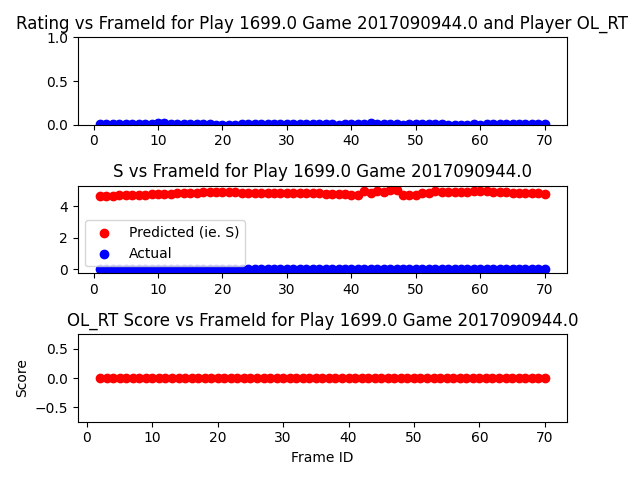 Rating vs FrameId for Play 1699.0 Game 2017090944.0 and Player OL_RT
1.0
0.5
0.0
0 10 20 30 40 50 60 70
S vs FrameId for Play 1699.0 Game 2017090944.0
4
2
0
Predicted (ie. S)
Actual
0 10 20 30 40 50 60 70
OL_RT Score vs FrameId for Play 1699.0 Game 2017090944.0
Score
0.5
0.0
−0.5
0 10 20 30 40 50 60 70
Frame ID